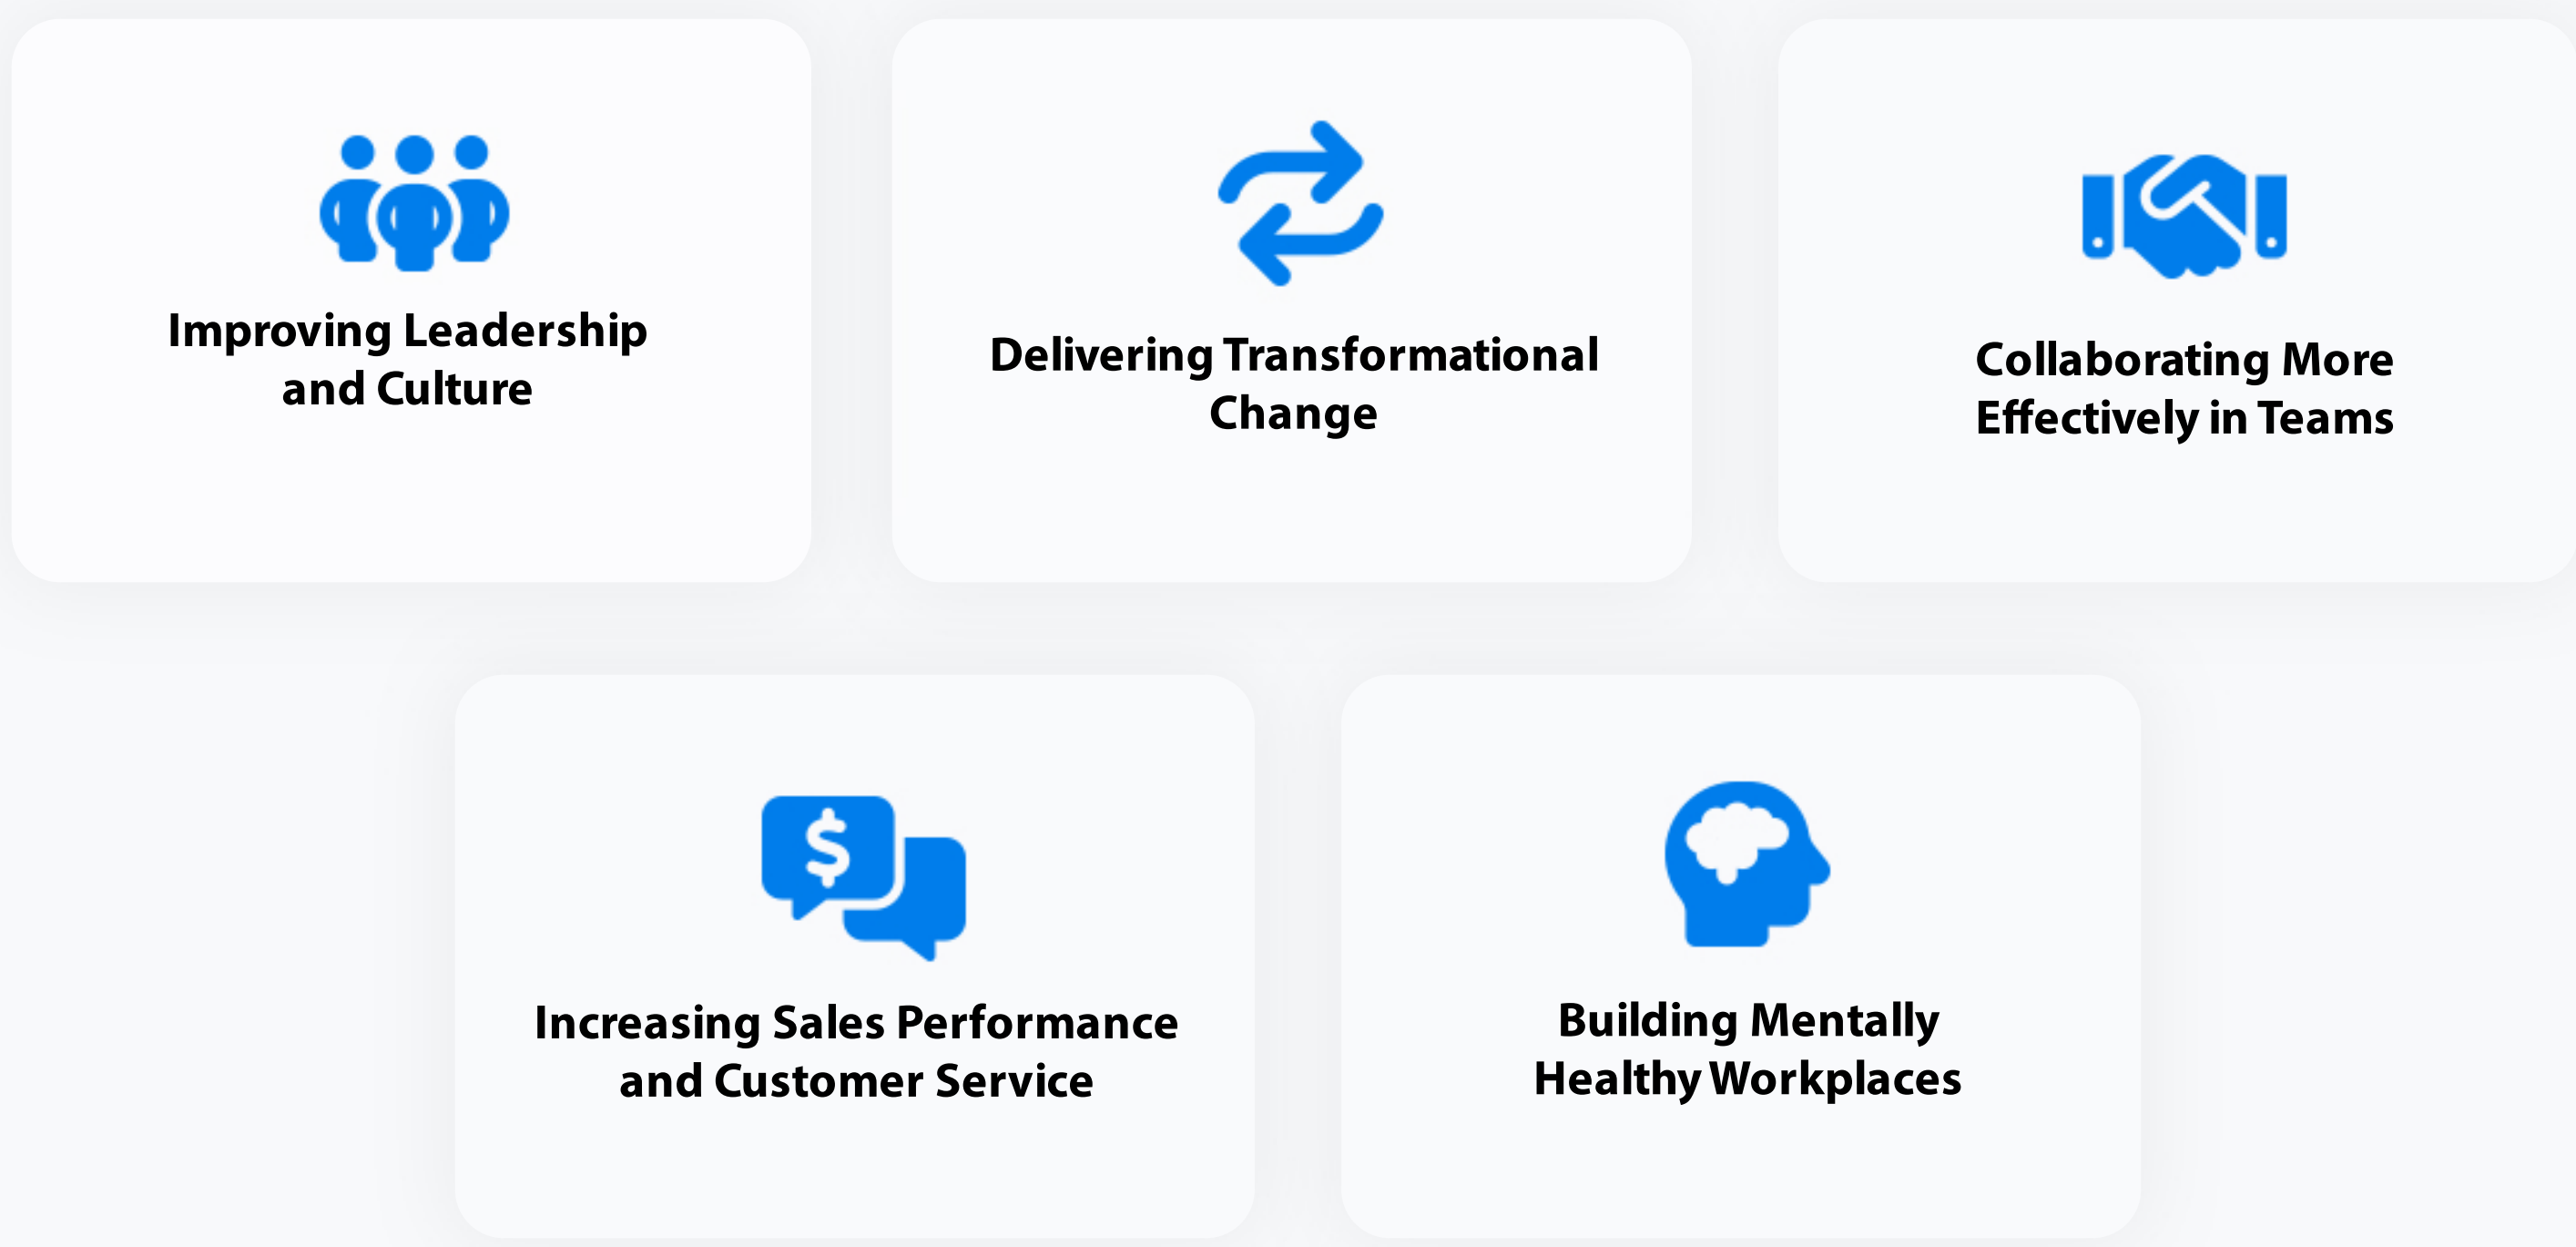 Improving Leadership
and Culture
Delivering Transformational
Change
Collaborating More
Effectively in Teams
$
Increasing Sales Performance
and Customer Service
Building Mentally
Healthy Workplaces